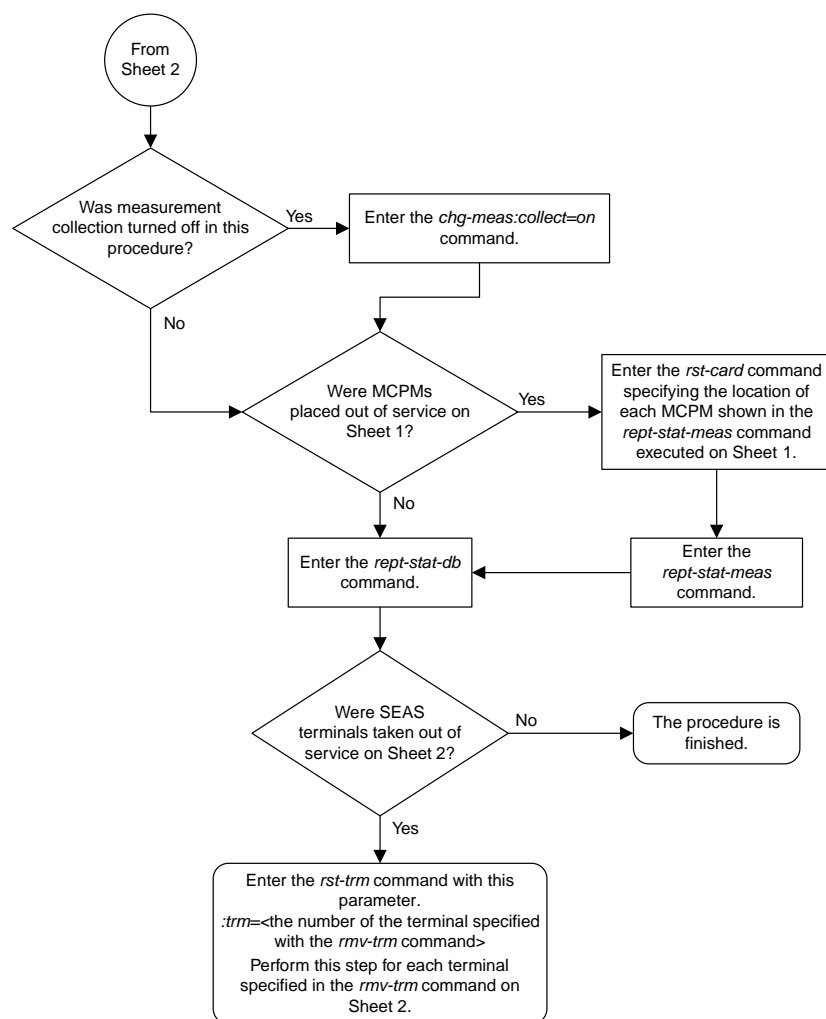 From
Sheet 2
Was measurement
collection turned off in this
procedure?
Yes
Enter the chg-meas:collect=on
command.
No
Were MCPMs
placed out of service on
Sheet 1?
Yes
Enter the rst-card command
specifying the location of
each MCPM shown in the
rept-stat-meas command
executed on Sheet 1.
No
Enter the rept-stat-db
command.
Enter the
rept-stat-meas
command.
Were SEAS
terminals taken out of
service on Sheet 2?
No
The procedure is
finished.
Yes
Enter the rst-trm command with this
parameter.
:trm=<the number of the terminal specified
with the rmv-trm command>
Perform this step for each terminal
specified in the rmv-trm command on
Sheet 2.